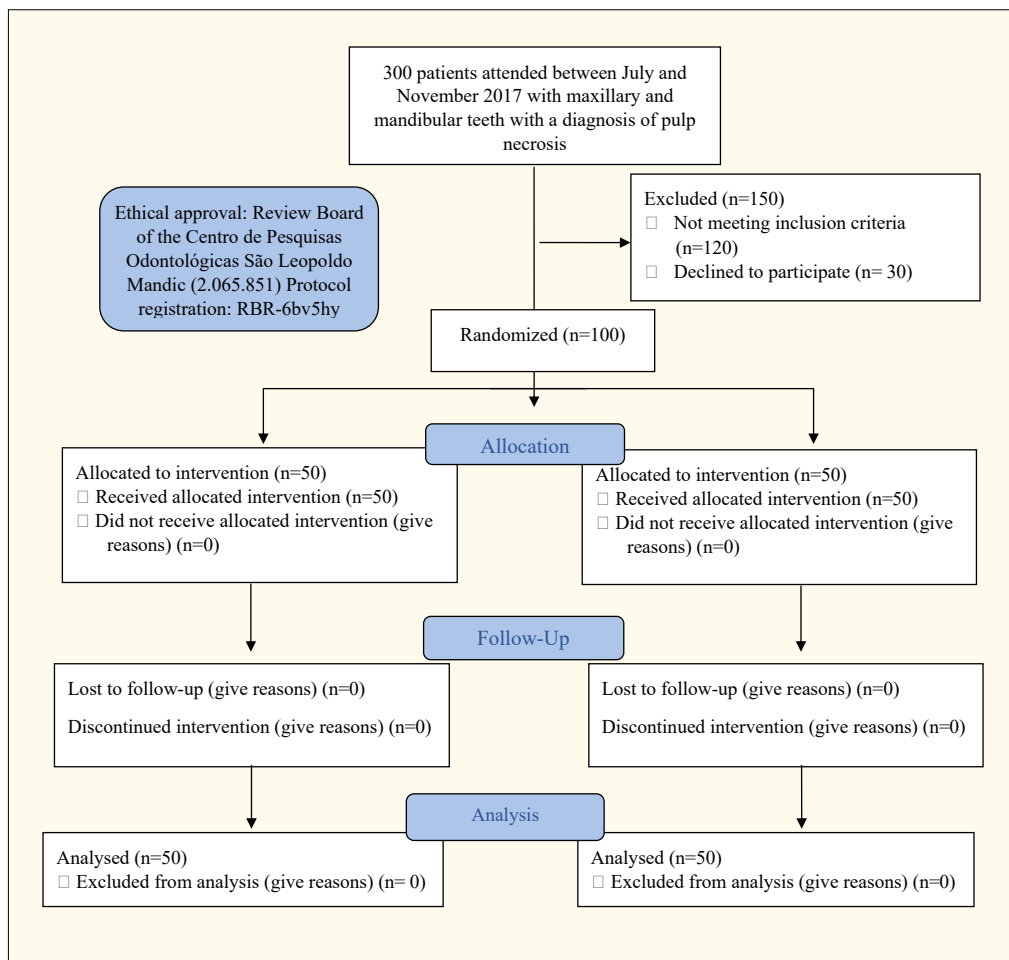 300 patients attended between July and
November 2017 with maxillary and
mandibular teeth with a diagnosis of pulp
necrosis
Ethical approval: Review Board
of the Centro de Pesquisas
Odontológicas São Leopoldo
Mandic (2.065.851) Protocol
registration: RBR-6bv5hy
Excluded (n=150)
Not meeting inclusion criteria
(n=120)
Declined to participate (n= 30)
Randomized (n=100)
Allocation
Allocated to intervention (n=50)
Received allocated intervention (n=50)
Did not receive allocated intervention (give
reasons) (n=0)
Allocated to intervention (n=50)
Received allocated intervention (n=50)
Did not receive allocated intervention (give
reasons) (n=0)
Follow-Up
Lost to follow-up (give reasons) (n=0)
Discontinued intervention (give reasons) (n=0)
Lost to follow-up (give reasons) (n=0)
Discontinued intervention (give reasons) (n=0)
Analysis
Analysed (n=50)
Excluded from analysis (give reasons) (n= 0)
Analysed (n=50)
Excluded from analysis (give reasons) (n=0)